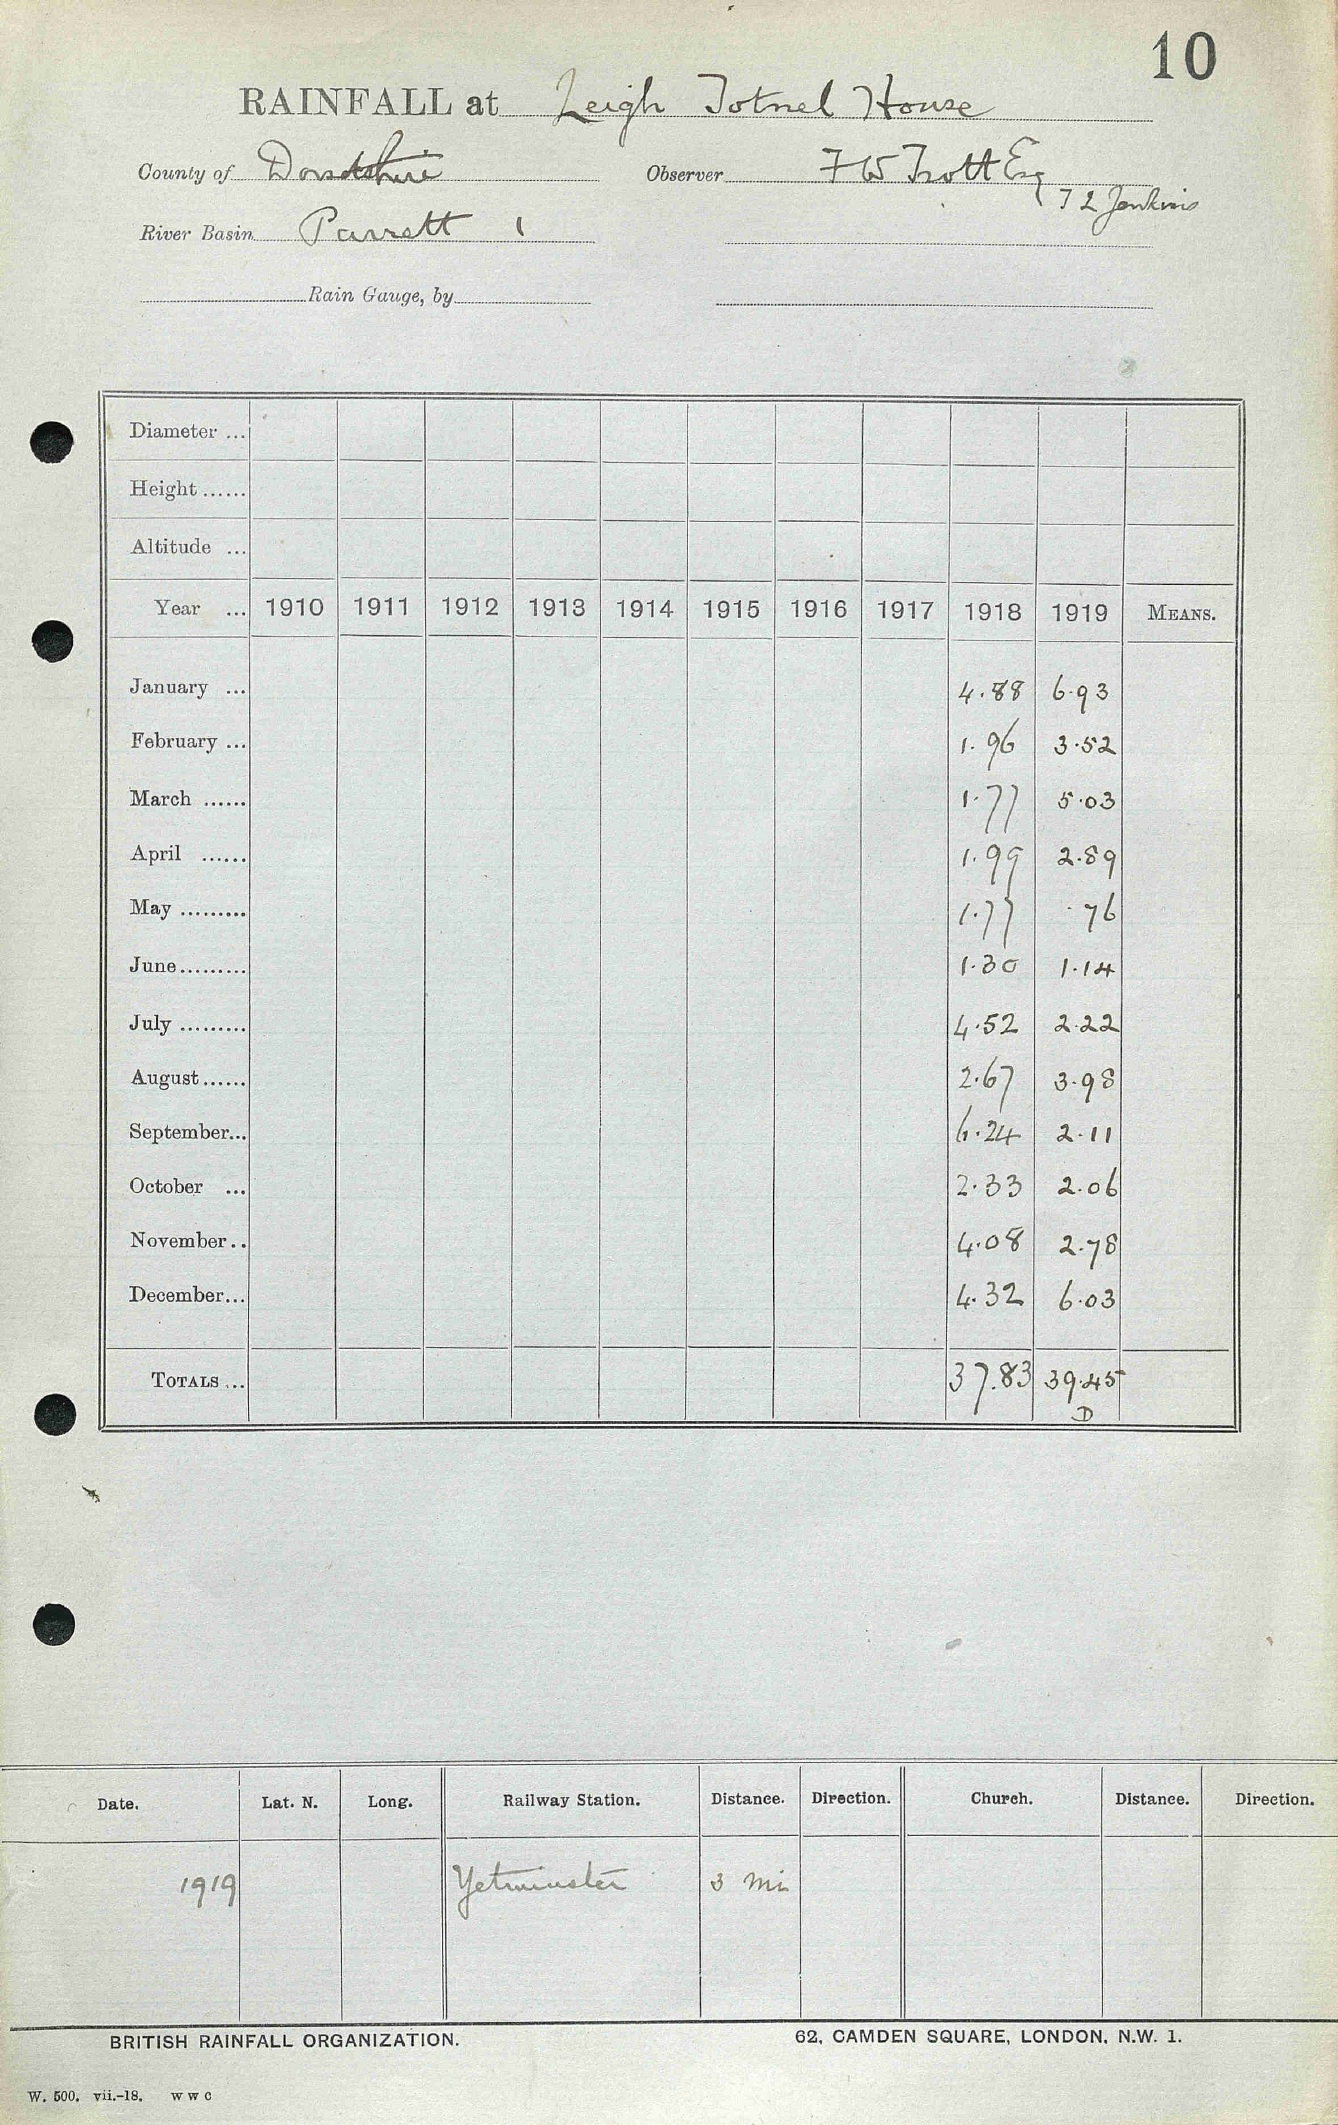 10
RAINFALL at Leigh Totnel House
County of Dorsetshire Observer F W Trott Esq
T L Jenkins
River Basin Parrett 1
Rain Gauge, by
Diameter ...
Height ......
Altitude ...
Year ... 1910 1911 1912 1913 1914 1915 1916 1917 1918 1919 MEANS.
January ... 4.88 6.93
February ... 1.96 3.52
March ...... 1.77 5.03
April ...... 1.99 2.89
May ......... 1.77 .76
June ......... 1.30 1.14
July ......... 4.52 2.22
August ...... 2.67 3.98
September... 6.24 2.11
October ... 2.33 2.06
November .. 4.08 2.78
December... 4.32 6.03
TOTALS ... 37.83 39.45
D
Date. Lat. N. Long. Railway Station. Distance. Direction. Church. Distance. Direction.
1919 Yetminster 3 mi
BRITISH RAINFALL ORGANIZATION. 62, CAMDEN SQUARE, LONDON, N.W. 1.
W. 500. vii.-18. W W C